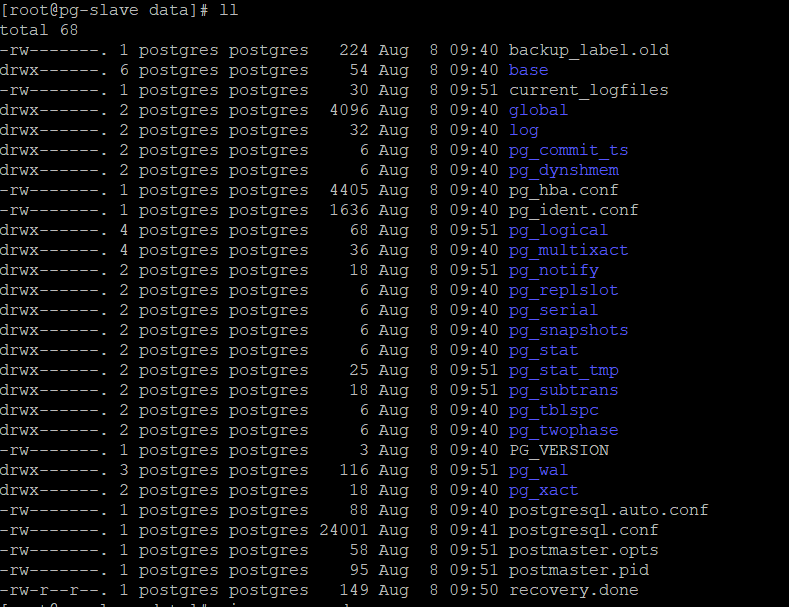 [root@pg-slave data]# ll
total 68
-rw-------. 1 postgres postgres   224 Aug  8 09:40 backup_label.old
drwx------. 6 postgres postgres    54 Aug  8 09:40 base
-rw-------. 1 postgres postgres    30 Aug  8 09:51 current_logfiles
drwx------. 2 postgres postgres  4096 Aug  8 09:40 global
drwx------. 2 postgres postgres    32 Aug  8 09:40 log
drwx------. 2 postgres postgres     6 Aug  8 09:40 pg_commit_ts
drwx------. 2 postgres postgres     6 Aug  8 09:40 pg_dynshmem
-rw-------. 1 postgres postgres  4405 Aug  8 09:40 pg_hba.conf
-rw-------. 1 postgres postgres  1636 Aug  8 09:40 pg_ident.conf
drwx------. 4 postgres postgres    68 Aug  8 09:51 pg_logical
drwx------. 4 postgres postgres    36 Aug  8 09:40 pg_multixact
drwx------. 2 postgres postgres    18 Aug  8 09:51 pg_notify
drwx------. 2 postgres postgres     6 Aug  8 09:40 pg_replslot
drwx------. 2 postgres postgres     6 Aug  8 09:40 pg_serial
drwx------. 2 postgres postgres     6 Aug  8 09:40 pg_snapshots
drwx------. 2 postgres postgres     6 Aug  8 09:40 pg_stat
drwx------. 2 postgres postgres    25 Aug  8 09:51 pg_stat_tmp
drwx------. 2 postgres postgres    18 Aug  8 09:51 pg_subtrans
drwx------. 2 postgres postgres     6 Aug  8 09:40 pg_tblspc
drwx------. 2 postgres postgres     6 Aug  8 09:40 pg_twophase
-rw-------. 1 postgres postgres     3 Aug  8 09:40 PG_VERSION
drwx------. 3 postgres postgres   116 Aug  8 09:51 pg_wal
drwx------. 2 postgres postgres    18 Aug  8 09:40 pg_xact
-rw-------. 1 postgres postgres    88 Aug  8 09:40 postgresql.auto.conf
-rw-------. 1 postgres postgres 24001 Aug  8 09:41 postgresql.conf
-rw-------. 1 postgres postgres    58 Aug  8 09:51 postmaster.opts
-rw-------. 1 postgres postgres    95 Aug  8 09:51 postmaster.pid
-rw-r--r--. 1 postgres postgres   149 Aug  8 09:50 recovery.done